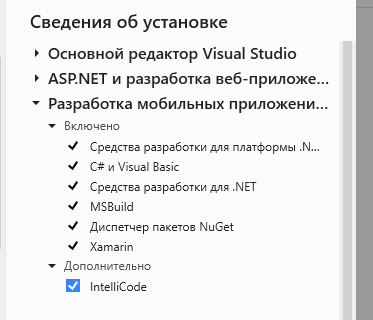 Сведения об установке
Основной редактор Visual Studio
ASP.NET и разработка веб-приложе...
Разработка мобильных приложени...
Включено
Средства разработки для платформы .N...
C# и Visual Basic
Средства разработки для .NET
MSBuild
Диспетчер пакетов NuGet
Xamarin
Дополнительно
IntelliCode